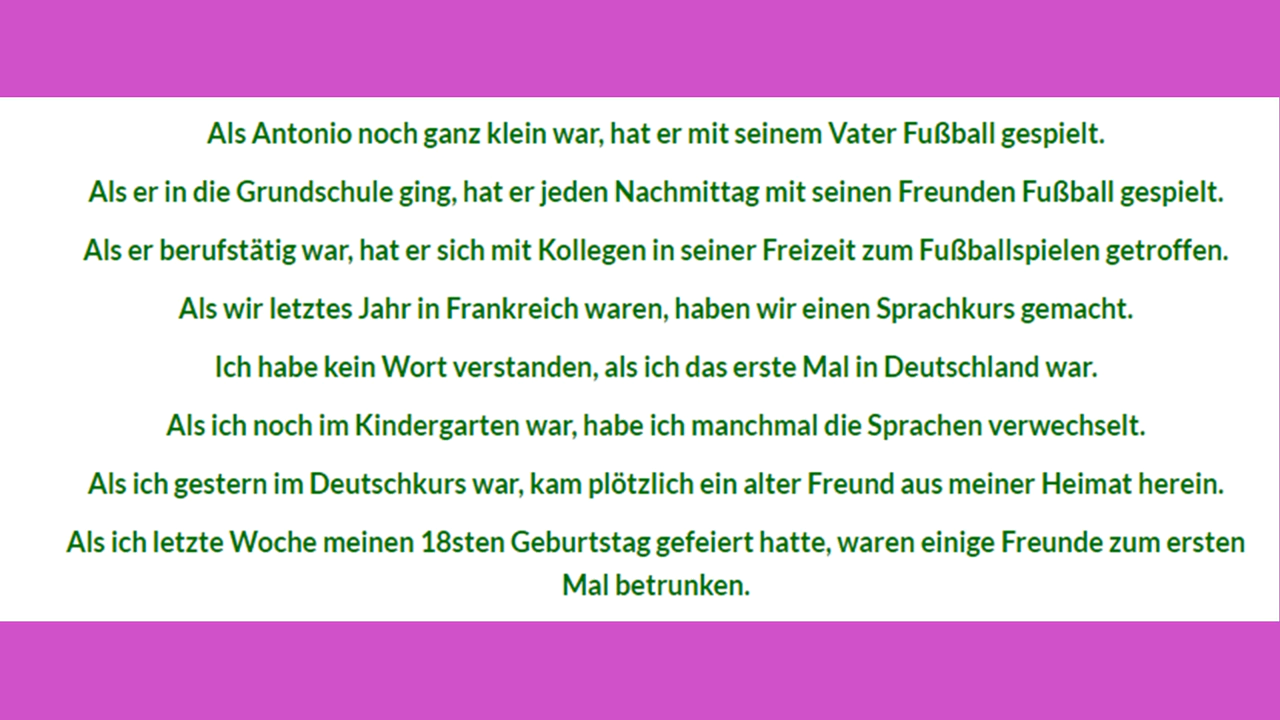 Als Antonio noch ganz klein war, hat er mit seinem Vater Fußball gespielt.
Als er in die Grundschule ging, hat er jeden Nachmittag mit seinen Freunden Fußball gespielt.
Als er berufstätig war, hat er sich mit Kollegen in seiner Freizeit zum Fußballspielen getroffen.
Als wir letztes Jahr in Frankreich waren, haben wir einen Sprachkurs gemacht.
Ich habe kein Wort verstanden, als ich das erste Mal in Deutschland war.
Als ich noch im Kindergarten war, habe ich manchmal die Sprachen verwechselt.
Als ich gestern im Deutschkurs war, kam plötzlich ein alter Freund aus meiner Heimat herein.
Als ich letzte Woche meinen 18sten Geburtstag gefeiert hatte, waren einige Freunde zum ersten
Mal betrunken.